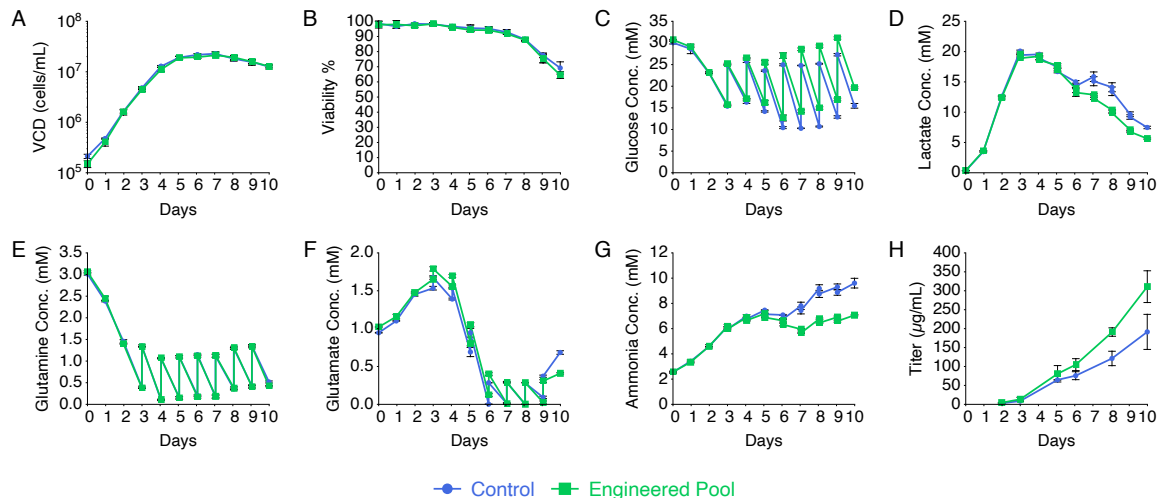 A
VCD (cells/mL)
10⁸
10⁷
10⁶
10⁵
0 1 2 3 4 5 6 7 8 9 10
Days
B
Viability %
100
90
80
70
60
50
40
30
20
10
0
0 1 2 3 4 5 6 7 8 9 10
Days
C
Glucose Conc. (mM)
35
30
25
20
15
10
5
0
0 1 2 3 4 5 6 7 8 9 10
Days
D
Lactate Conc. (mM)
25
20
15
10
5
0
0 1 2 3 4 5 6 7 8 9 10
Days
E
Glutamine Conc. (mM)
3.5
3.0
2.5
2.0
1.5
1.0
0.5
0.0
0 1 2 3 4 5 6 7 8 9 10
Days
F
Glutamate Conc. (mM)
2.0
1.5
1.0
0.5
0.0
0 1 2 3 4 5 6 7 8 9 10
Days
G
Ammonia Conc. (mM)
12
10
8
6
4
2
0
0 1 2 3 4 5 6 7 8 9 10
Days
H
Titer (µg/mL)
400
350
300
250
200
150
100
50
0
0 1 2 3 4 5 6 7 8 9 10
Days
Control
Engineered Pool